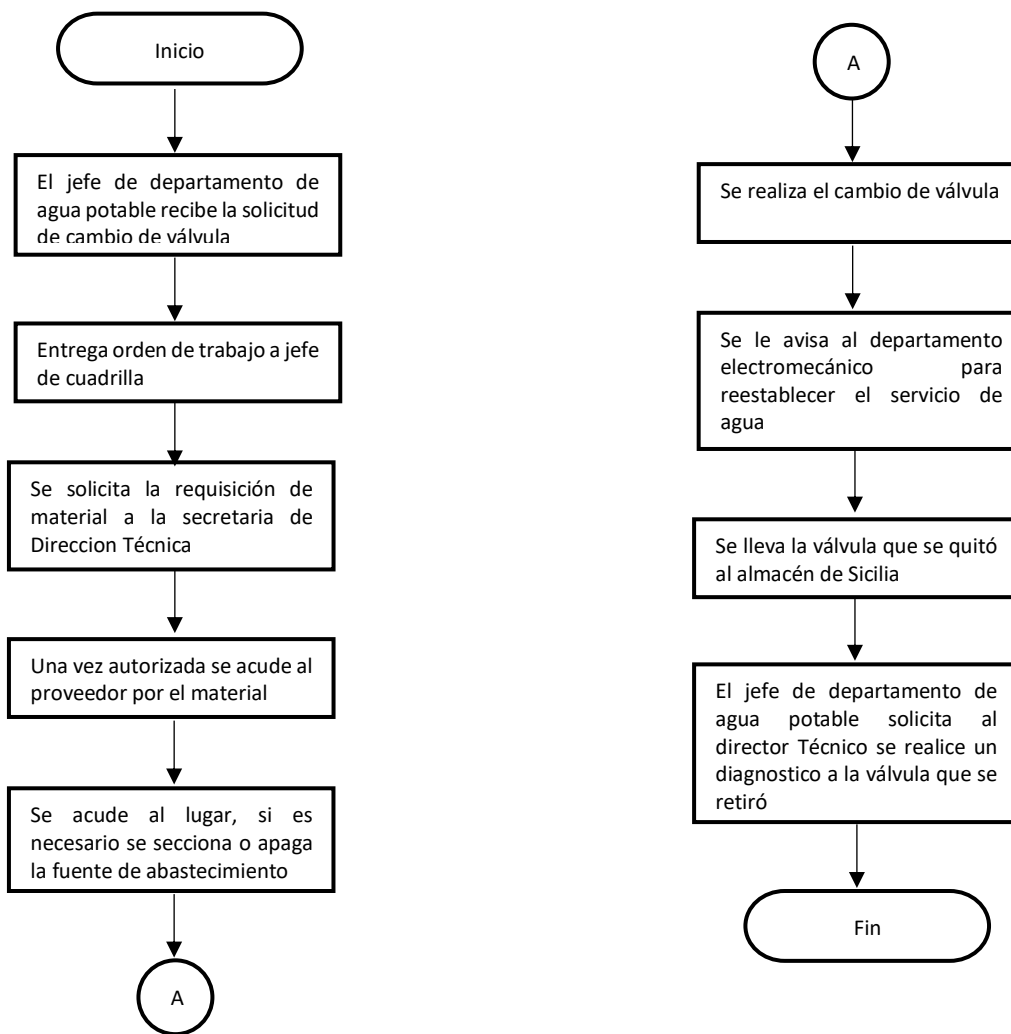 Inicio
El jefe de departamento de
agua potable recibe la solicitud
de cambio de válvula
Entrega orden de trabajo a jefe
de cuadrilla
Se solicita la requisición de
material a la secretaria de
Direccion Técnica
Una vez autorizada se acude al
proveedor por el material
Se acude al lugar, si es
necesario se secciona o apaga
la fuente de abastecimiento
A
A
Se realiza el cambio de válvula
Se le avisa al departamento
electromecánico para
reestablecer el servicio de
agua
Se lleva la válvula que se quitó
al almacén de Sicilia
El jefe de departamento de
agua potable solicita al
director Técnico se realice un
diagnostico a la válvula que se
retiró
Fin